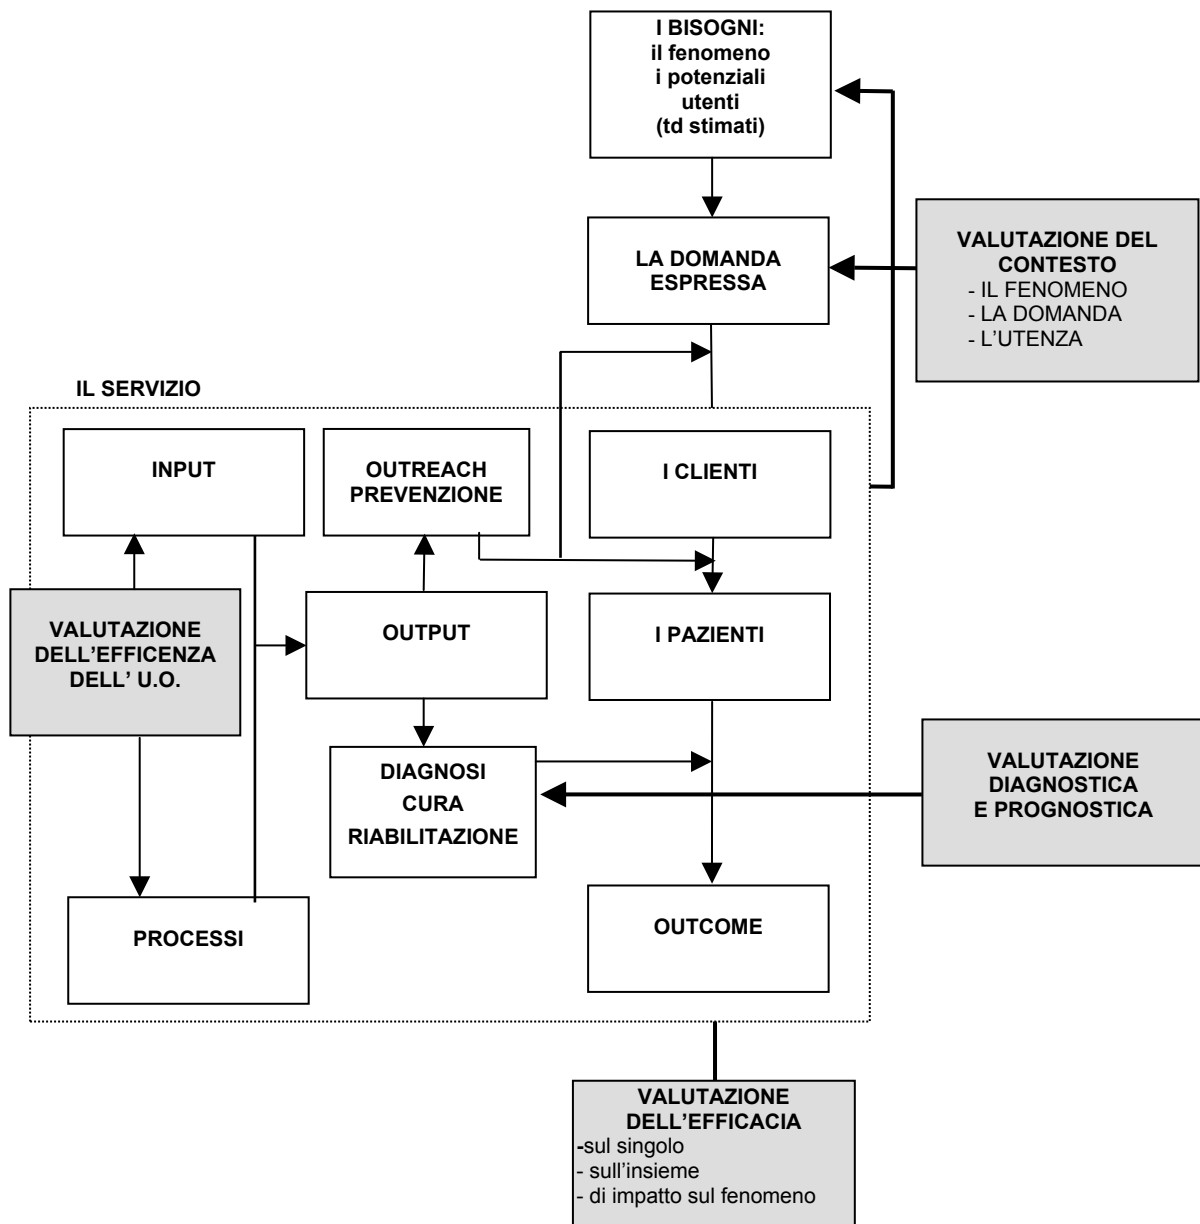 I BISOGNI:
il fenomeno
i potenziali
utenti
(td stimati)
LA DOMANDA
ESPRESSA
VALUTAZIONE DEL
CONTESTO
- IL FENOMENO
- LA DOMANDA
- L'UTENZA
IL SERVIZIO
INPUT
OUTREACH
PREVENZIONE
I CLIENTI
VALUTAZIONE
DELL'EFFICENZA
DELL' U.O.
OUTPUT
I PAZIENTI
DIAGNOSI
CURA
RIABILITAZIONE
VALUTAZIONE
DIAGNOSTICA
E PROGNOSTICA
PROCESSI
OUTCOME
VALUTAZIONE
DELL’EFFICACIA
-sul singolo
- sull’insieme
- di impatto sul fenomeno